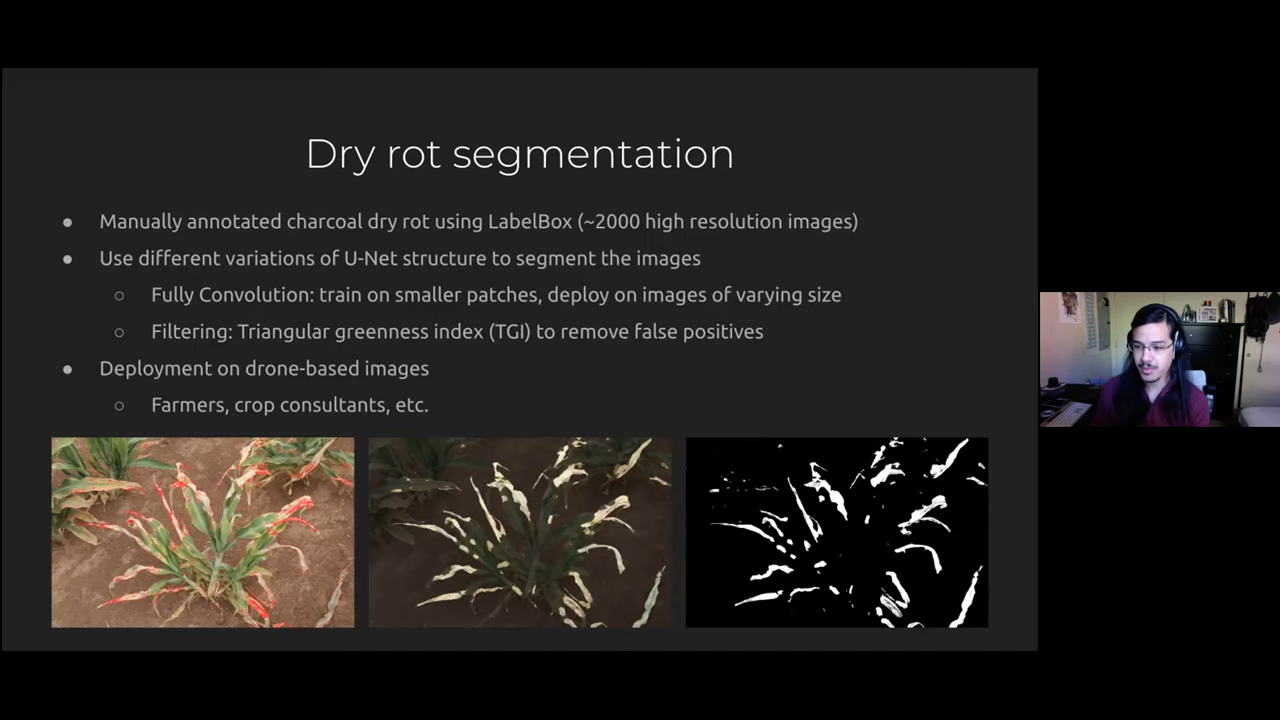 Dry rot segmentation
● Manually annotated charcoal dry rot using LabelBox (~2000 high resolution images)
● Use different variations of U-Net structure to segment the images
○ Fully Convolution: train on smaller patches, deploy on images of varying size
○ Filtering: Triangular greenness index (TGI) to remove false positives
● Deployment on drone-based images
○ Farmers, crop consultants, etc.